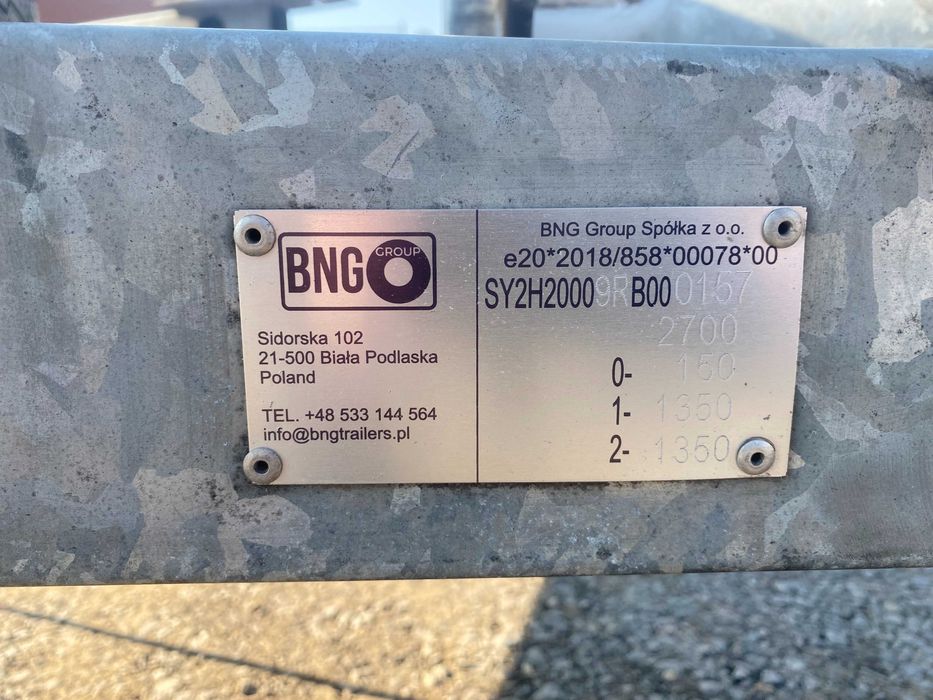 BNG GROUP
Sidorska 102
21-500 Biała Podlaska
Poland
TEL. +48 533 144 564
info@bngtrailers.pl
BNG Group Spółka z o.o.
e20*2018/858*00078*00
SY2H20009RB000157
2700
0- 150
1- 1350
2- 1350